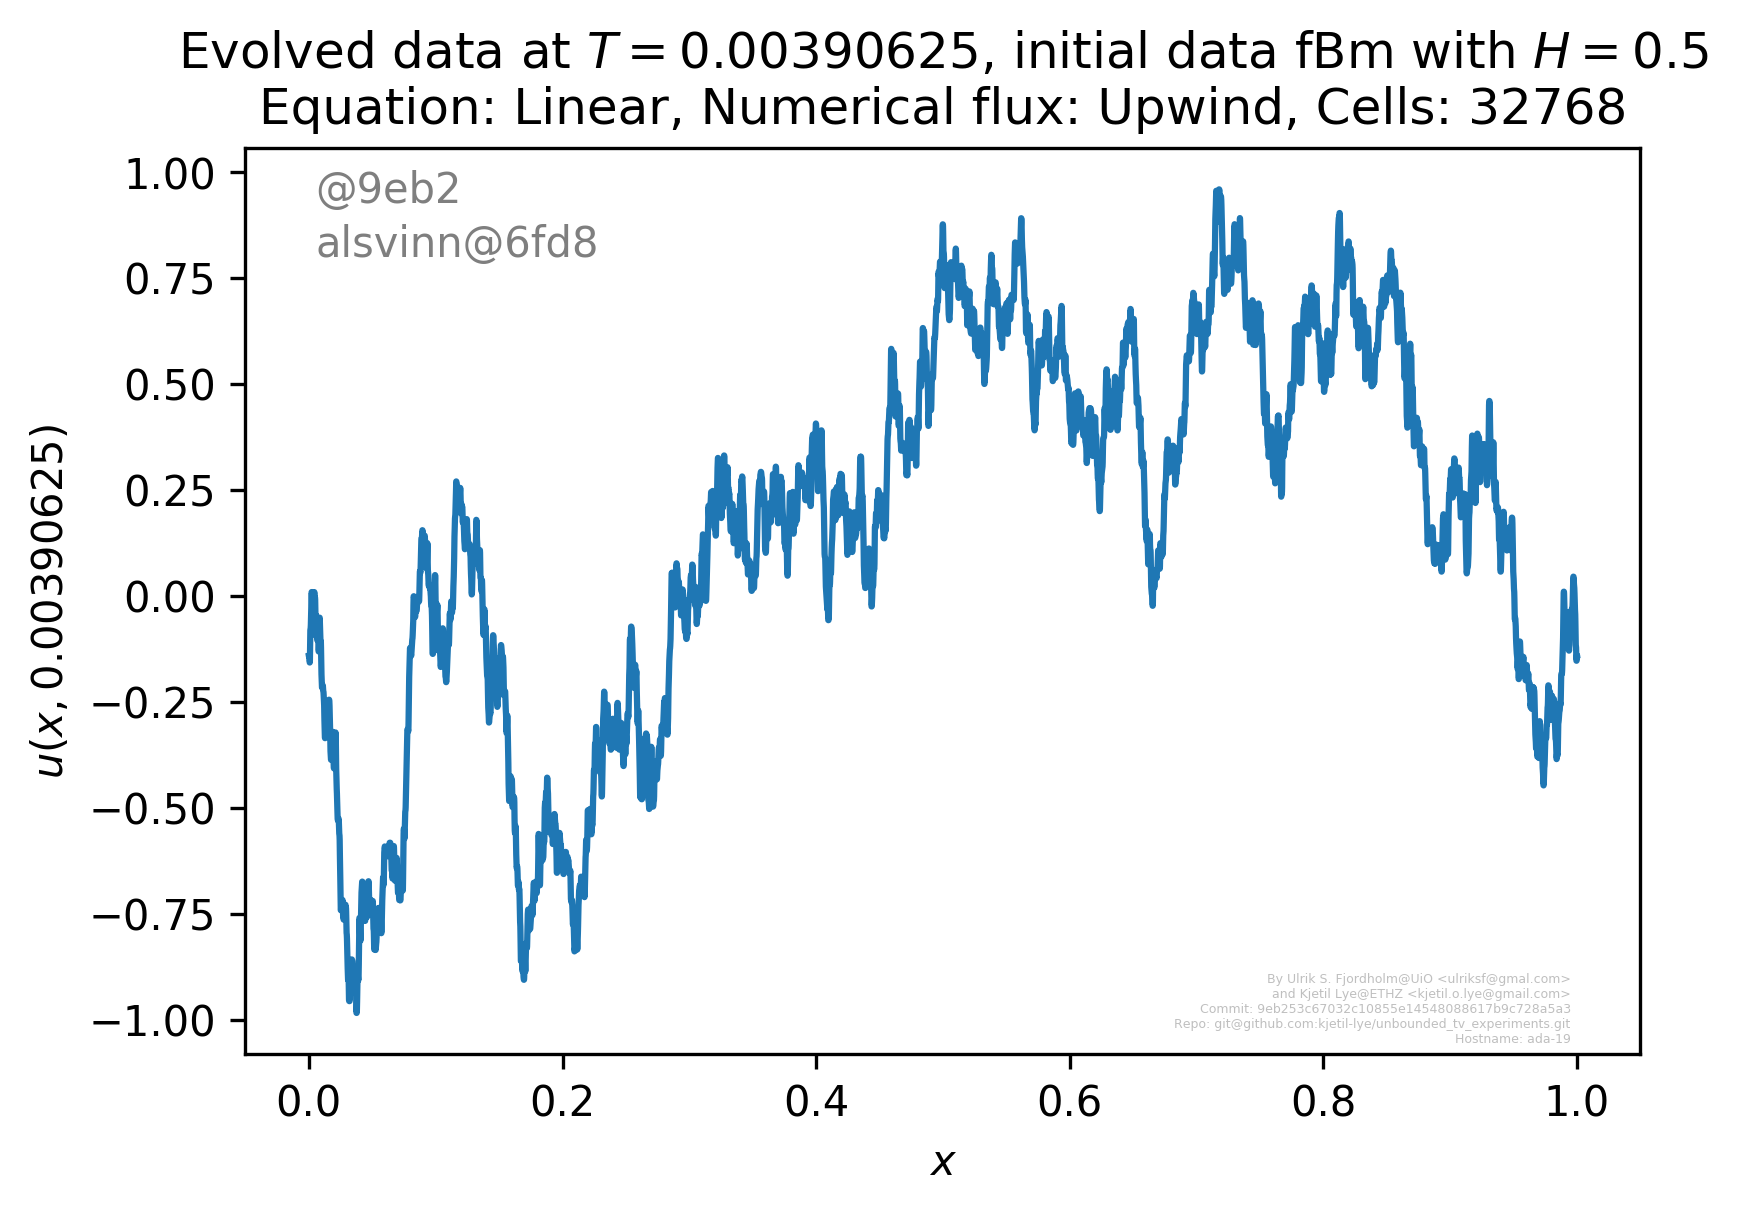 Evolved data at T = 0.00390625, initial data fBm with H = 0.5
Equation: Linear, Numerical flux: Upwind, Cells: 32768
@9eb2
alsvinn@6fd8
1.00
0.75
0.50
0.25
0.00
−0.25
−0.50
−0.75
−1.00
u(x, 0.00390625)
By Ulrik S. Fjordholm@UiO <ulriksf@gmal.com>
and Kjetil Lye@ETHZ <kjetil.o.lye@gmail.com>
Commit: 9eb253c67032c10855e14548088617b9c728a5a3
Repo: git@github.com:kjetil-lye/unbounded_tv_experiments.git
Hostname: ada-19
0.0 0.2 0.4 0.6 0.8 1.0
x